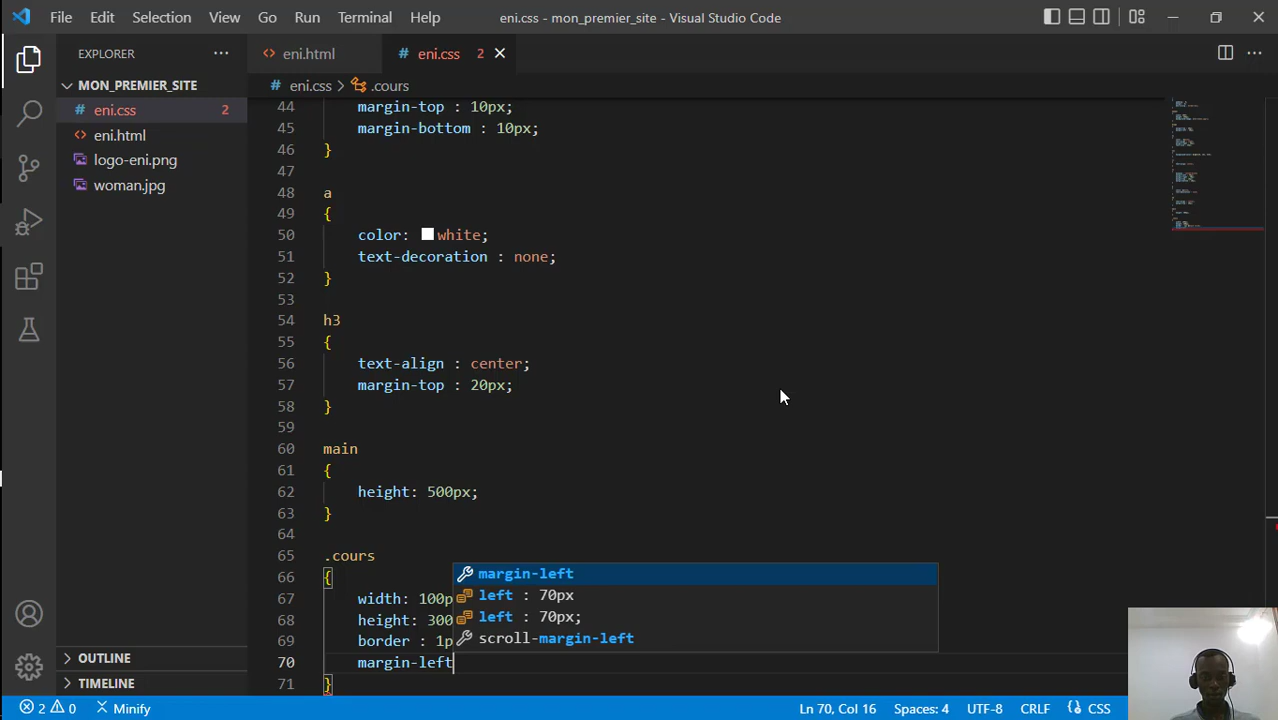 File Edit Selection View Go Run Terminal Help eni.css - mon_premier_site - Visual Studio Code
EXPLORER
MON_PREMIER_SITE
eni.css 2
eni.html
logo-eni.png
woman.jpg
OUTLINE
TIMELINE
eni.html eni.css 2
eni.css > .cours
44 margin-top : 10px;
45 margin-bottom : 10px;
46 }
47
48 a
49 {
50 color: white;
51 text-decoration : none;
52 }
53
54 h3
55 {
56 text-align : center;
57 margin-top : 20px;
58 }
59
60 main
61 {
62 height: 500px;
63 }
64
65 .cours
66 {
67 width: 100p
68 height: 300
69 border : 1p
70 margin-left
71 }
margin-left
left : 70px
left : 70px;
scroll-margin-left
2 0 Minify Ln 70, Col 16 Spaces: 4 UTF-8 CRLF CSS